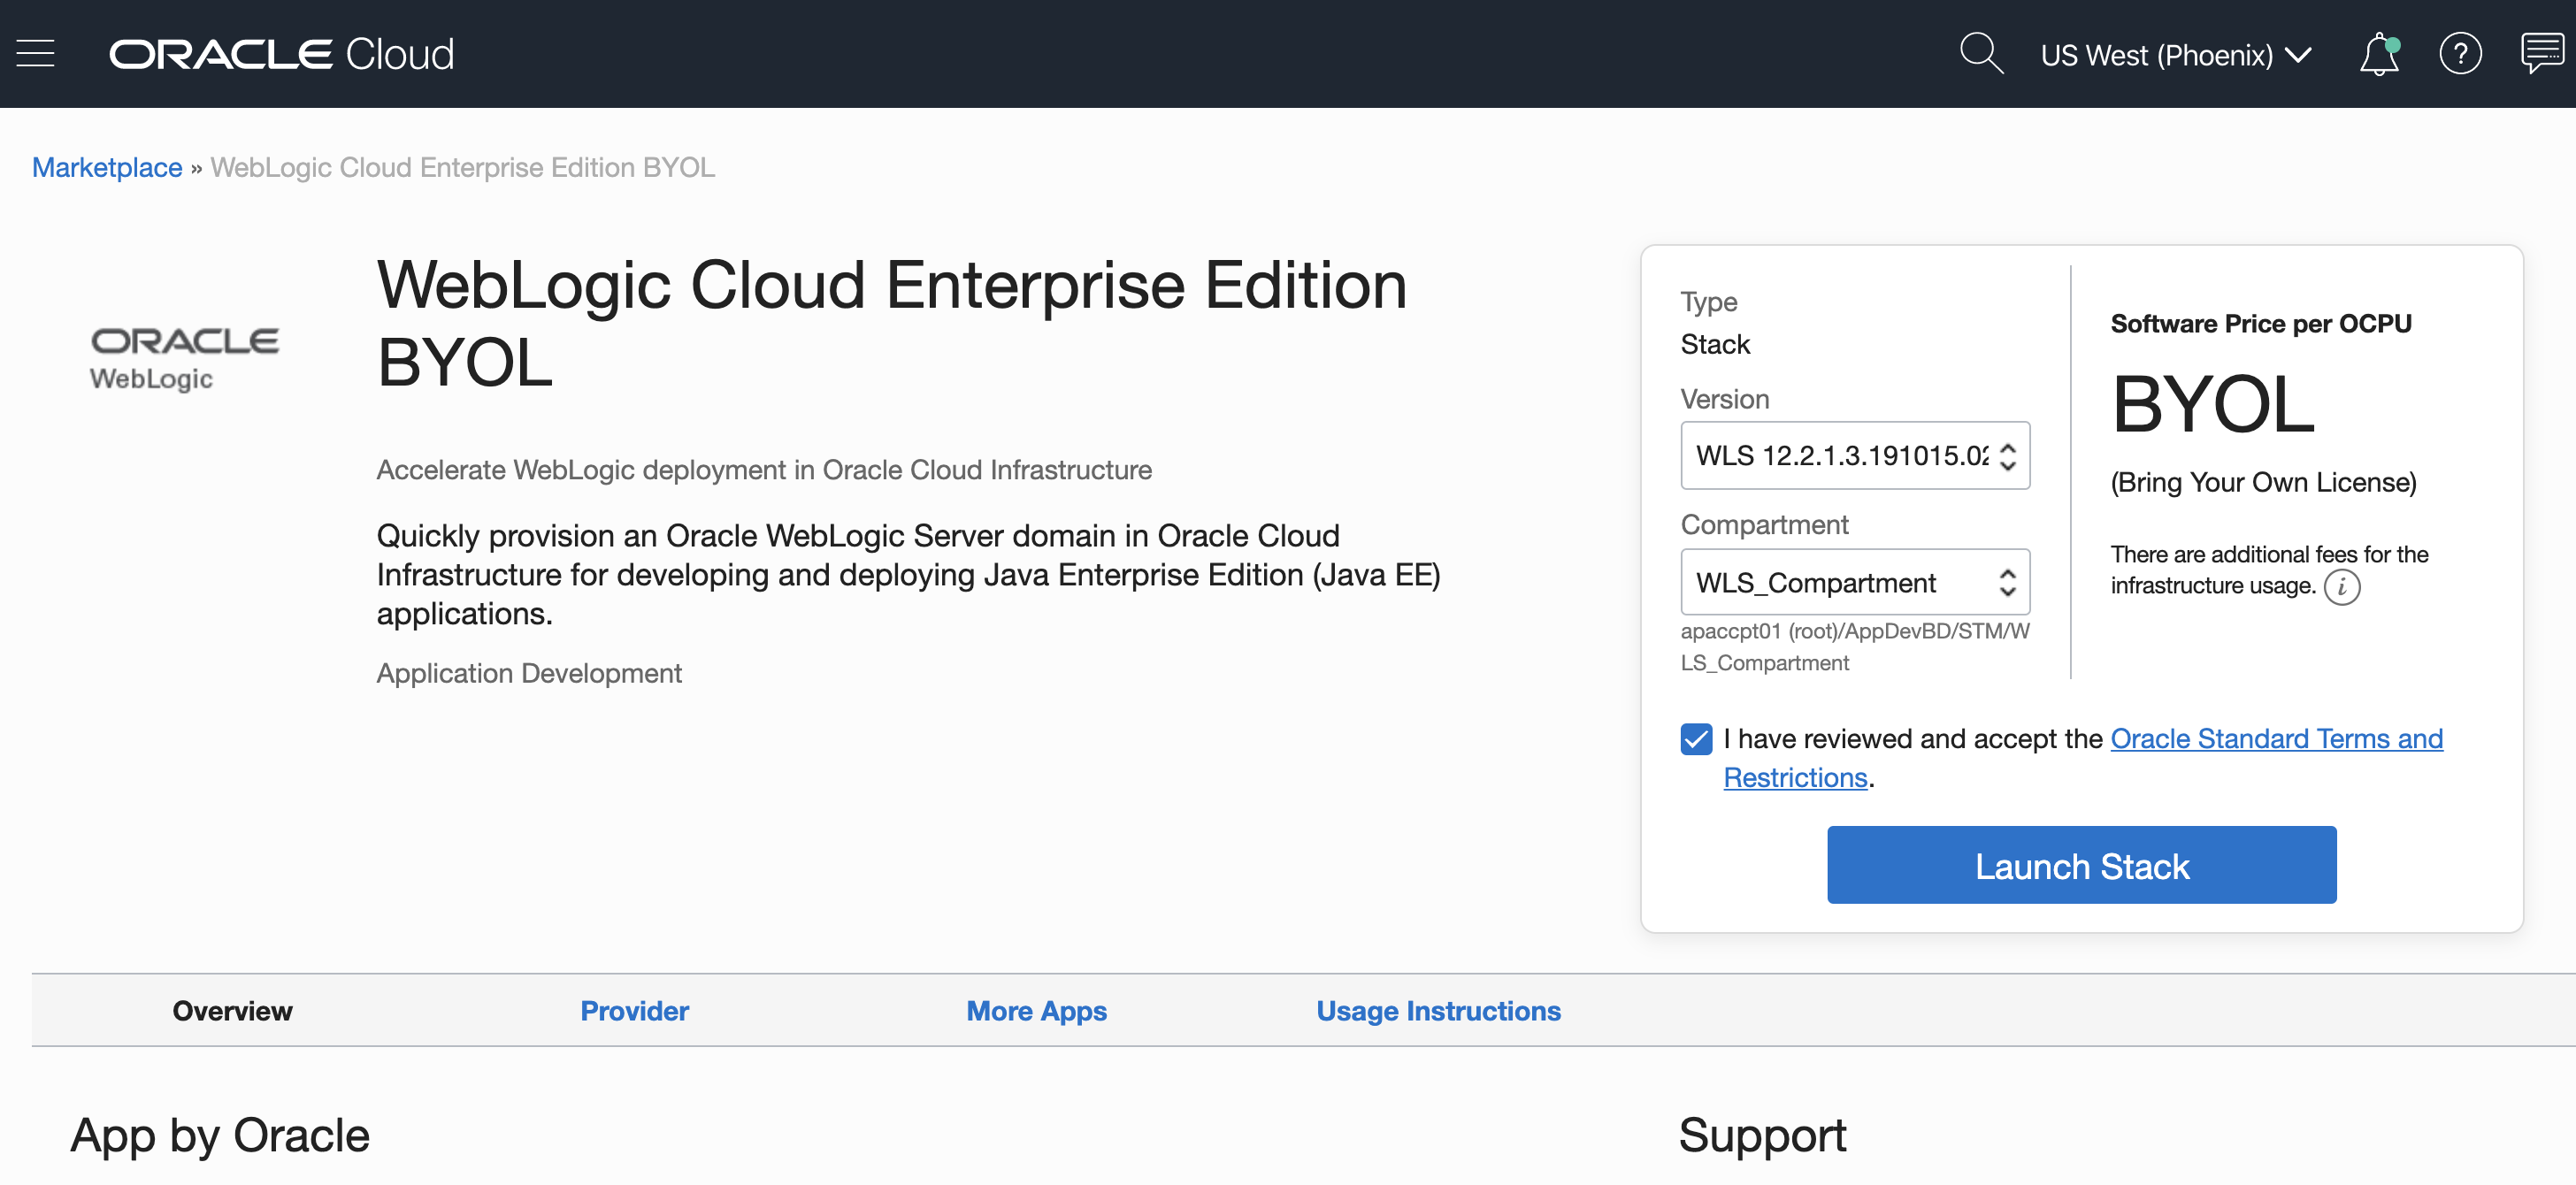 ORACLE Cloud
US West (Phoenix)
Marketplace » WebLogic Cloud Enterprise Edition BYOL
ORACLE
WebLogic
WebLogic Cloud Enterprise Edition
BYOL
Accelerate WebLogic deployment in Oracle Cloud Infrastructure
Quickly provision an Oracle WebLogic Server domain in Oracle Cloud
Infrastructure for developing and deploying Java Enterprise Edition (Java EE)
applications.
Application Development
Type
Stack
Version
WLS 12.2.1.3.191015.02
Compartment
WLS_Compartment
apaccpt01 (root)/AppDevBD/STM/W
LS_Compartment
Software Price per OCPU
BYOL
(Bring Your Own License)
There are additional fees for the
infrastructure usage.
I have reviewed and accept the Oracle Standard Terms and
Restrictions.
Launch Stack
Overview
Provider
More Apps
Usage Instructions
App by Oracle
Support